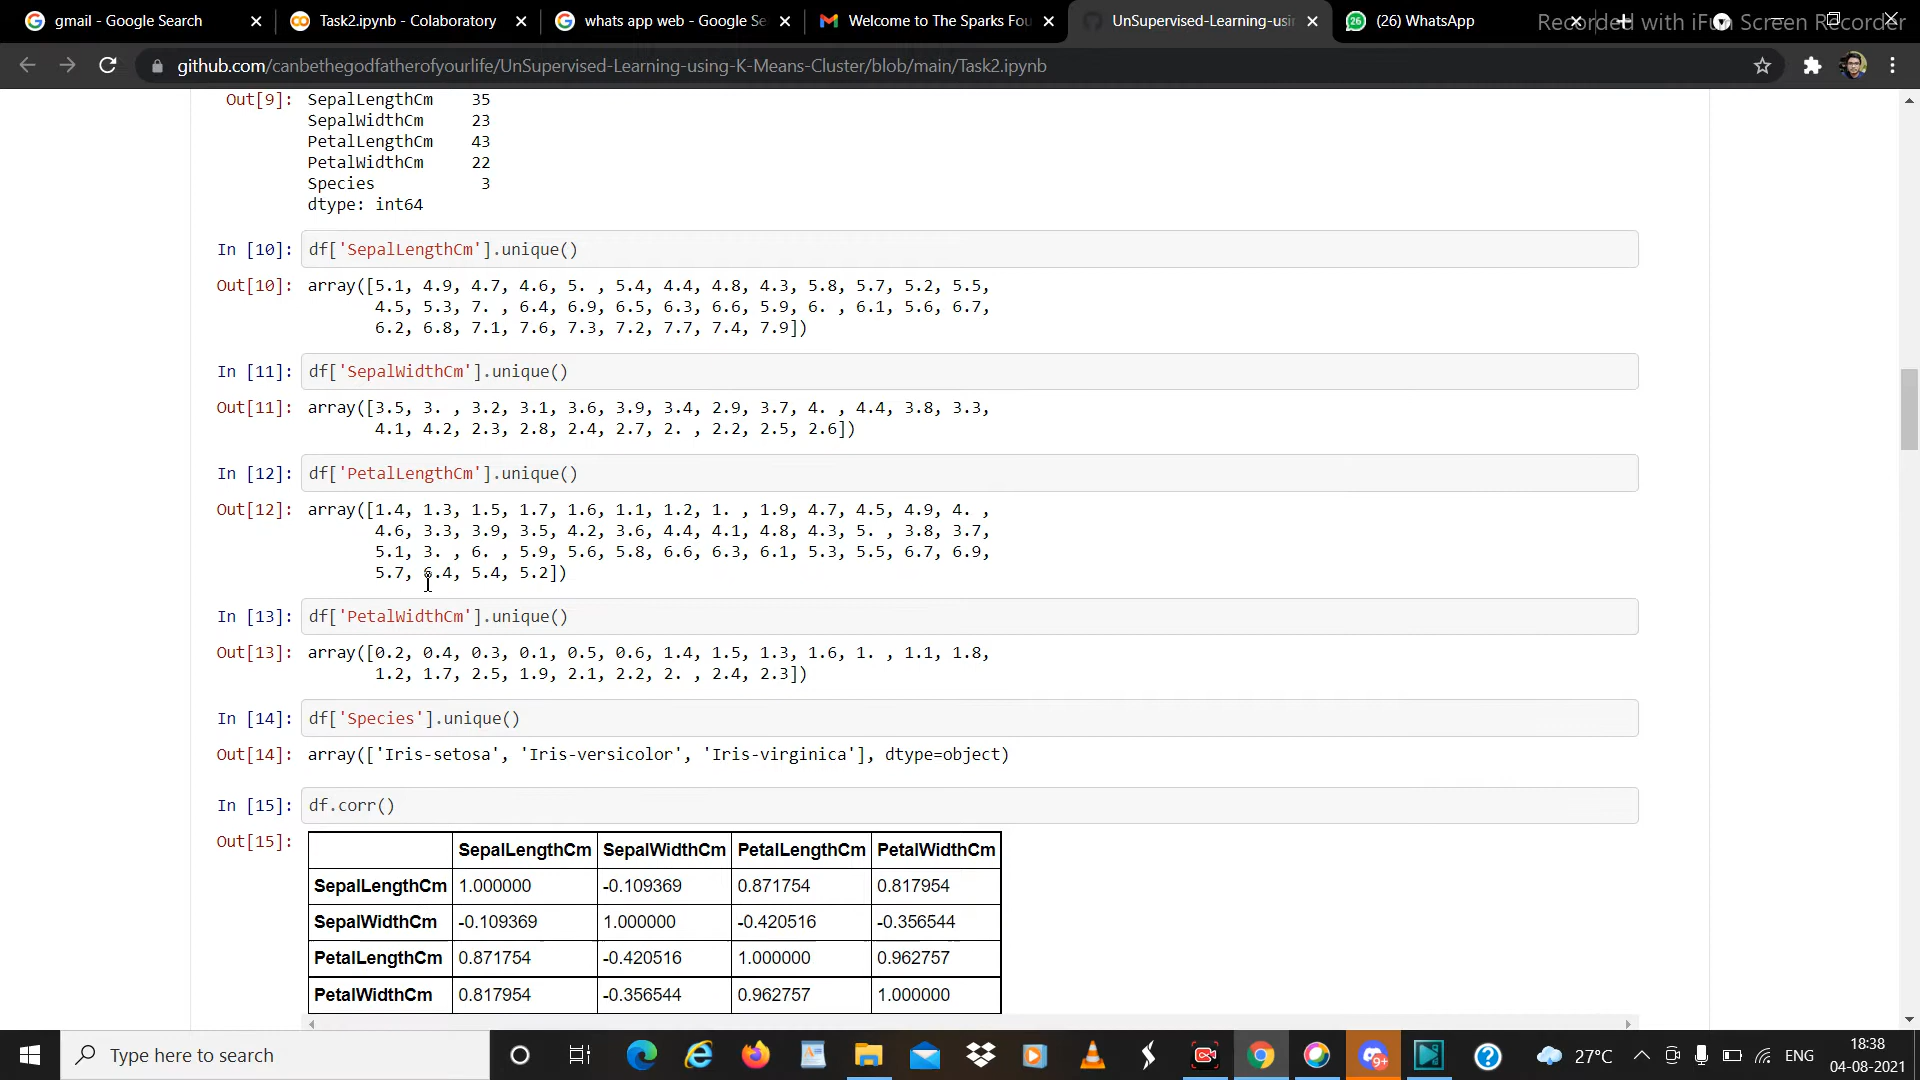 gmail - Google Search
Task2.ipynb - Colaboratory
whats app web - Google Se
Welcome to The Sparks Fou
UnSupervised-Learning-usi
(26) WhatsApp
Recorded with iFun Screen Recorder
github.com/canbethegodfatherofyourlife/UnSupervised-Learning-using-K-Means-Cluster/blob/main/Task2.ipynb
Out[9]: SepalLengthCm 35
SepalWidthCm 23
PetalLengthCm 43
PetalWidthCm 22
Species 3
dtype: int64
In [10]: df['SepalLengthCm'].unique()
Out[10]: array([5.1, 4.9, 4.7, 4.6, 5. , 5.4, 4.4, 4.8, 4.3, 5.8, 5.7, 5.2, 5.5,
4.5, 5.3, 7. , 6.4, 6.9, 6.5, 6.3, 6.6, 5.9, 6. , 6.1, 5.6, 6.7,
6.2, 6.8, 7.1, 7.6, 7.3, 7.2, 7.7, 7.4, 7.9])
In [11]: df['SepalWidthCm'].unique()
Out[11]: array([3.5, 3. , 3.2, 3.1, 3.6, 3.9, 3.4, 2.9, 3.7, 4. , 4.4, 3.8, 3.3,
4.1, 4.2, 2.3, 2.8, 2.4, 2.7, 2. , 2.2, 2.5, 2.6])
In [12]: df['PetalLengthCm'].unique()
Out[12]: array([1.4, 1.3, 1.5, 1.7, 1.6, 1.1, 1.2, 1. , 1.9, 4.7, 4.5, 4.9, 4. ,
4.6, 3.3, 3.9, 3.5, 4.2, 3.6, 4.4, 4.1, 4.8, 4.3, 5. , 3.8, 3.7,
5.1, 3. , 6. , 5.9, 5.6, 5.8, 6.6, 6.3, 6.1, 5.3, 5.5, 6.7, 6.9,
5.7, 6.4, 5.4, 5.2])
In [13]: df['PetalWidthCm'].unique()
Out[13]: array([0.2, 0.4, 0.3, 0.1, 0.5, 0.6, 1.4, 1.5, 1.3, 1.6, 1. , 1.1, 1.8,
1.2, 1.7, 2.5, 1.9, 2.1, 2.2, 2. , 2.4, 2.3])
In [14]: df['Species'].unique()
Out[14]: array(['Iris-setosa', 'Iris-versicolor', 'Iris-virginica'], dtype=object)
In [15]: df.corr()
Out[15]:
SepalLengthCm SepalWidthCm PetalLengthCm PetalWidthCm
SepalLengthCm 1.000000 -0.109369 0.871754 0.817954
SepalWidthCm -0.109369 1.000000 -0.420516 -0.356544
PetalLengthCm 0.871754 -0.420516 1.000000 0.962757
PetalWidthCm 0.817954 -0.356544 0.962757 1.000000
Type here to search
9+
27°C
ENG
18:38
04-08-2021